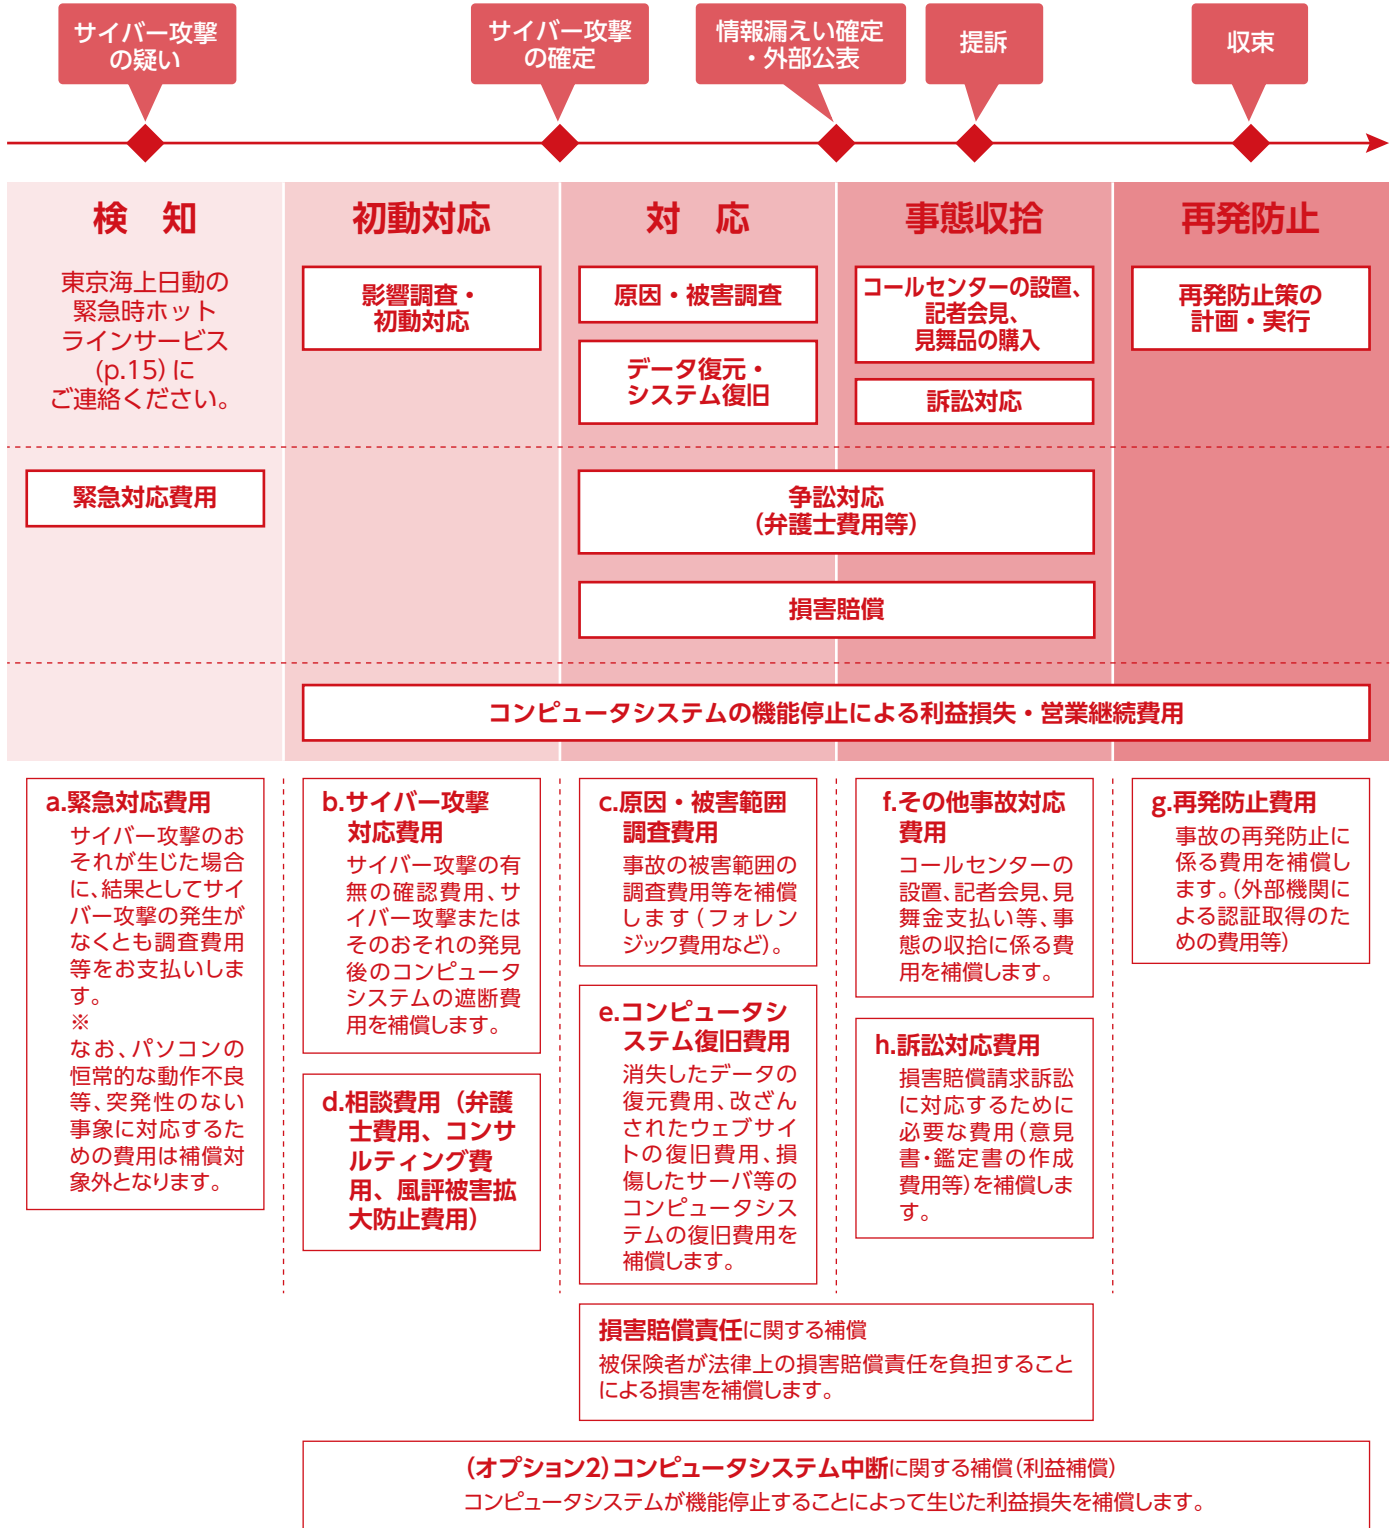 サイバー攻撃
の疑い
サイバー攻撃
の確定
情報漏えい確定
・外部公表
提訴
収束
検　知
初動対応
対　応
事態収拾
再発防止
東京海上日動の
緊急時ホット
ラインサービス
(p.15)に
ご連絡ください。
影響調査・
初動対応
原因・被害調査
データ復元・
システム復旧
コールセンターの設置、
記者会見、
見舞品の購入
訴訟対応
再発防止策の
計画・実行
緊急対応費用
争訟対応
（弁護士費用等）
損害賠償
コンピュータシステムの機能停止による利益損失・営業継続費用
a.緊急対応費用
サイバー攻撃のお
それが生じた場合
に、結果としてサイ
バー攻撃の発生が
なくとも調査費用
等をお支払いしま
す。
※
なお、パソコンの
恒常的な動作不良
等、突発性のない
事象に対応するた
めの費用は補償対
象外となります。
b.サイバー攻撃
対応費用
サイバー攻撃の有
無の確認費用、サ
イバー攻撃または
そのおそれの発見
後のコンピュータ
システムの遮断費
用を補償します。
d.相談費用（弁護
士費用、コンサ
ルティング費
用、風評被害拡
大防止費用）
c.原因・被害範囲
調査費用
事故の被害範囲の
調査費用等を補償
します（フォレン
ジック費用など）。
e.コンピュータシ
ステム復旧費用
消失したデータの
復元費用、改ざん
されたウェブサイ
トの復旧費用、損
傷したサーバ等の
コンピュータシス
テムの復旧費用を
補償します。
f.その他事故対応
費用
コールセンターの
設置、記者会見、見
舞金支払い等、事
態の収拾に係る費
用を補償します。
h.訴訟対応費用
損害賠償請求訴訟
に対応するために
必要な費用（意見
書・鑑定書の作成
費用等）を補償しま
す。
g.再発防止費用
事故の再発防止に
係る費用を補償し
ます。（外部機関に
よる認証取得のた
めの費用等）
損害賠償責任に関する補償
被保険者が法律上の損害賠償責任を負担すること
による損害を補償します。
（オプション2）コンピュータシステム中断に関する補償（利益補償）
コンピュータシステムが機能停止することによって生じた利益損失を補償します。